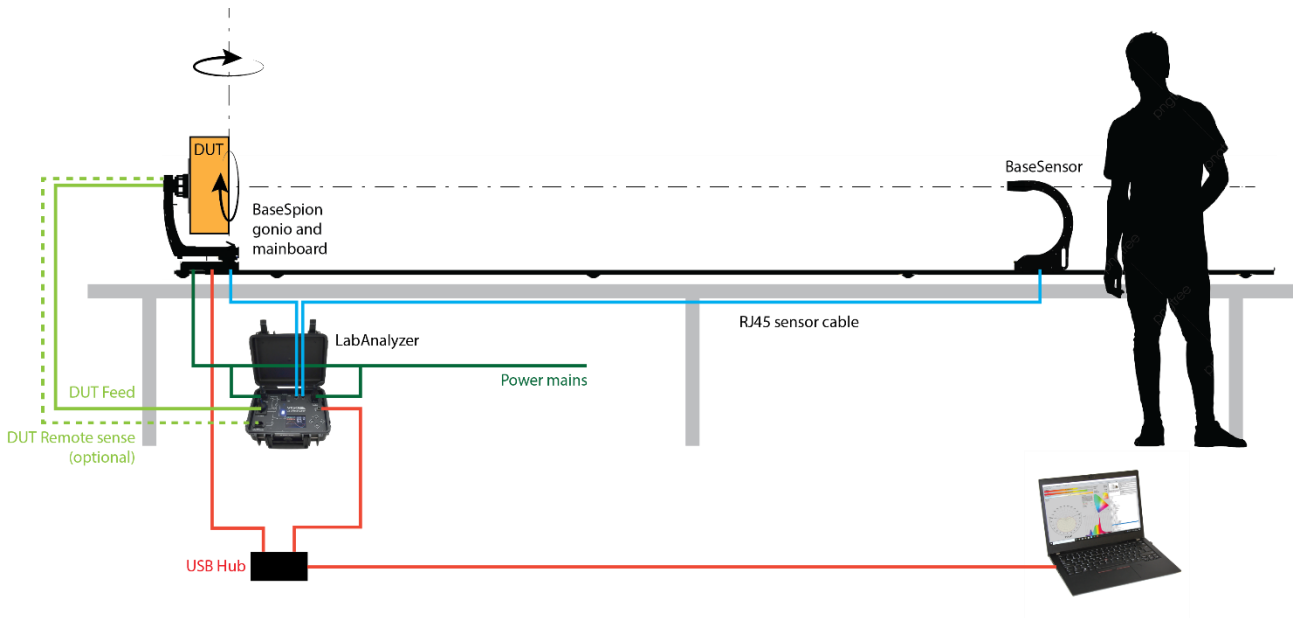 DUT
BaseSpion
gonio and
mainboard
BaseSensor
RJ45 sensor cable
LabAnalyzer
Power mains
DUT Feed
DUT Remote sense
(optional)
USB Hub